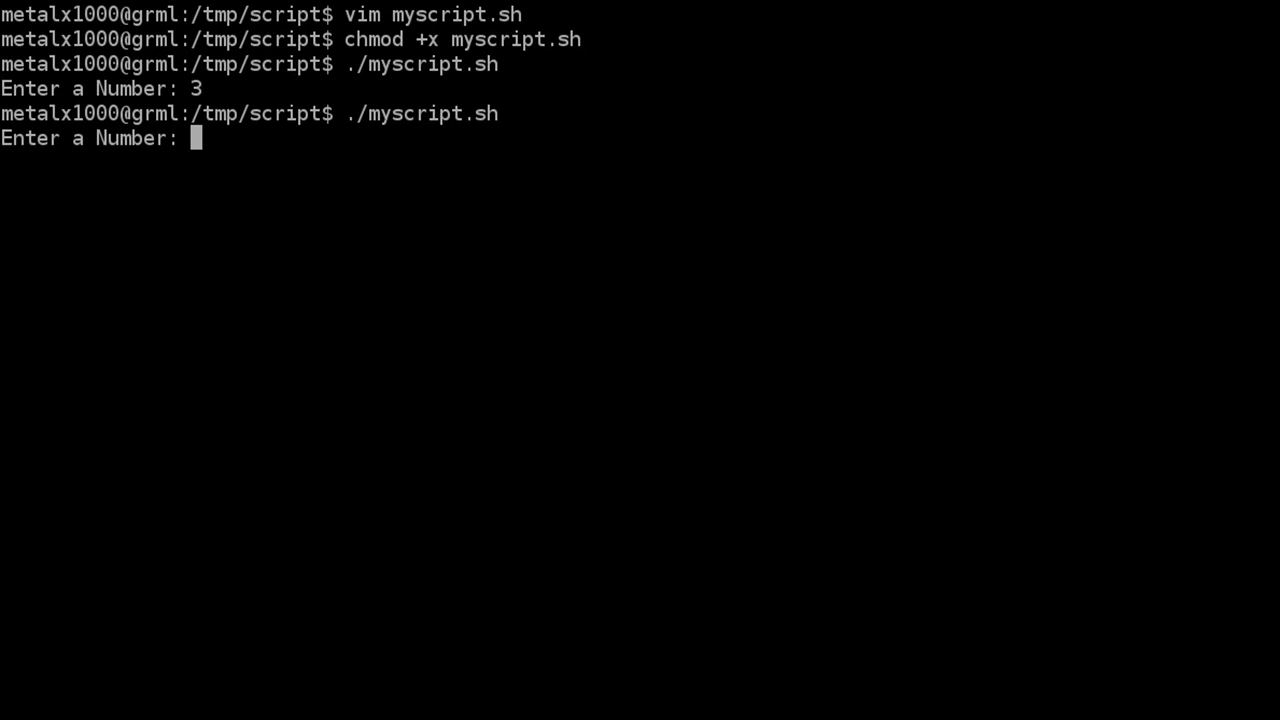 metalx1000@grml:/tmp/script$ vim myscript.sh
metalx1000@grml:/tmp/script$ chmod +x myscript.sh
metalx1000@grml:/tmp/script$ ./myscript.sh
Enter a Number: 3
metalx1000@grml:/tmp/script$ ./myscript.sh
Enter a Number: